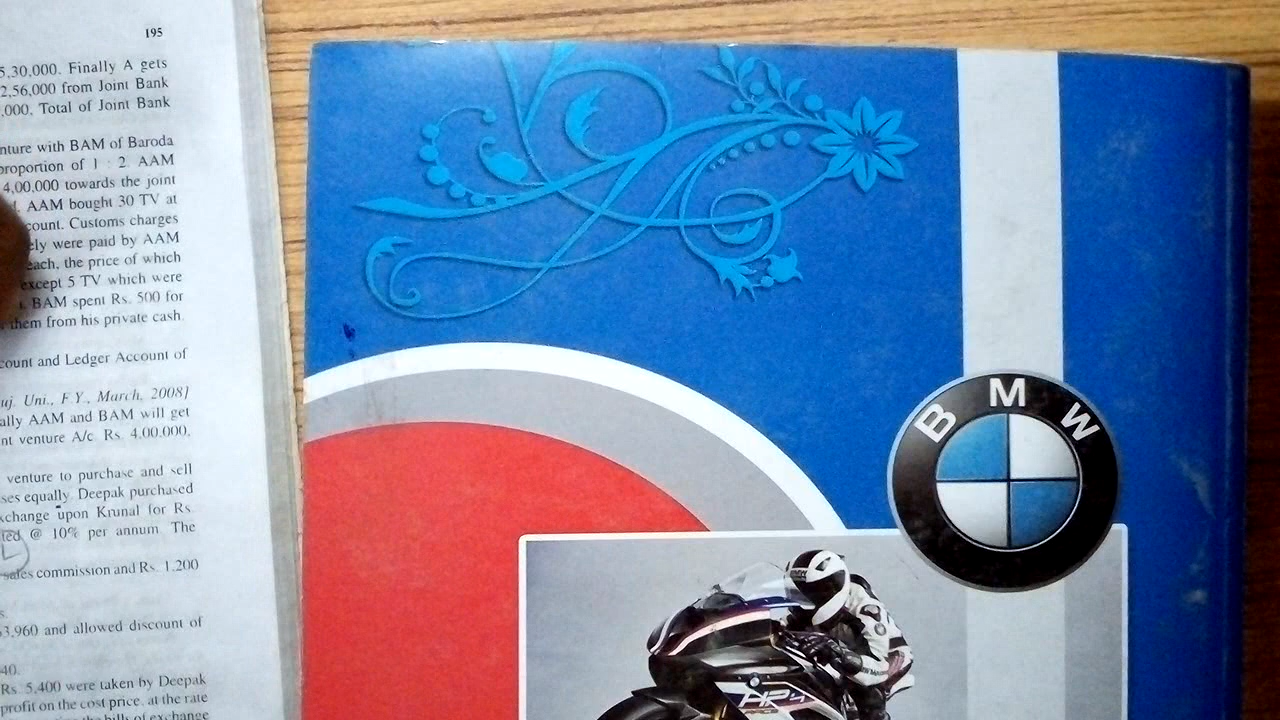 195
5,30,000. Finally A gets
2,56,000 from Joint Bank
,000, Total of Joint Bank
nture with BAM of Baroda
proportion of 1 : 2. AAM
4,00,000 towards the joint
AAM bought 30 TV at
count. Customs charges
ely were paid by AAM
each, the price of which
except 5 TV which were
BAM spent Rs. 500 for
them from his private cash.
count and Ledger Account of
uj. Uni., F.Y., March, 2008]
ally AAM and BAM will get
nt venture A/c Rs. 4,00,000,
venture to purchase and sell
ses equally. Deepak purchased
xchange upon Krunal for Rs.
ted @ 10% per annum. The
sales commission and Rs. 1,200
s
3,960 and allowed discount of
40.
Rs. 5,400 were taken by Deepak
profit on the cost price, at the rate
the bills of exchange
BMW
HP4